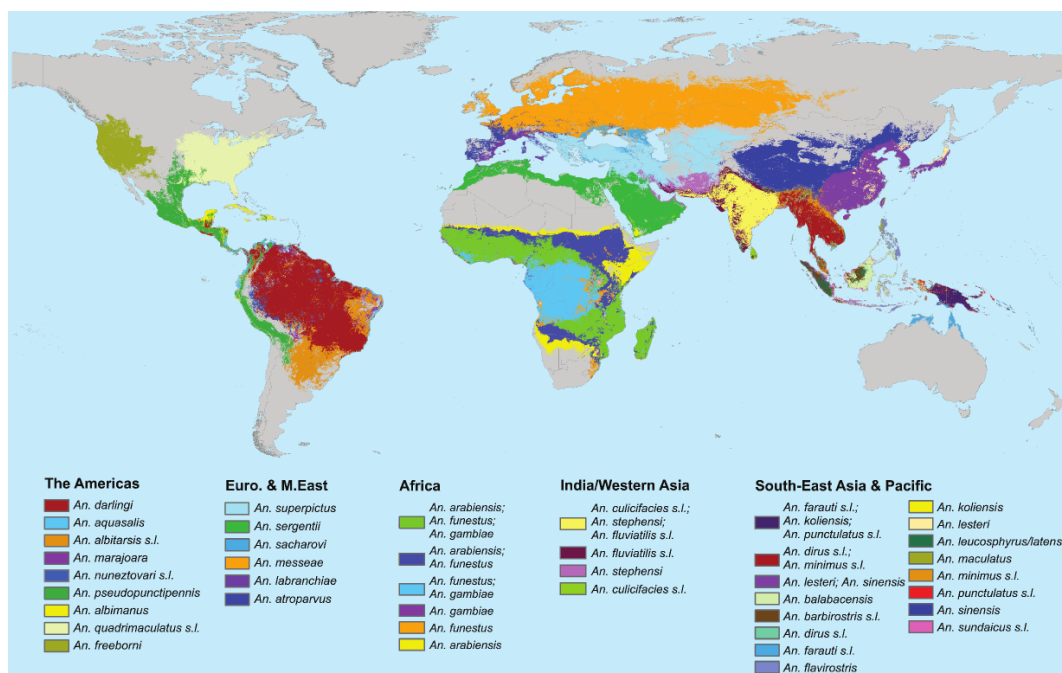 The Americas
An. darlingi
An. aquasalis
An. albitarsis s.l.
An. marajoara
An. nuneztovari s.l.
An. pseudopunctipennis
An. albimanus
An. quadrimaculatus s.l.
An. freeborni
Euro. & M.East
An. superpictus
An. sergentii
An. sacharovi
An. messeae
An. labranchiae
An. atroparvus
Africa
An. arabiensis;
An. funestus;
An. gambiae
An. arabiensis;
An. funestus
An. funestus;
An. gambiae
An. gambiae
An. funestus
An. arabiensis
India/Western Asia
An. culicifacies s.l.;
An. stephensi;
An. fluviatilis s.l.
An. fluviatilis s.l.
An. stephensi
An. culicifacies s.l.
South-East Asia & Pacific
An. farauti s.l.;
An. koliensis;
An. punctulatus s.l.
An. dirus s.l.;
An. minimus s.l.
An. lesteri; An. sinensis
An. balabacensis
An. barbirostris s.l.
An. dirus s.l.
An. farauti s.l.
An. flavirostris
An. koliensis
An. lesteri
An. leucosphyrus/latens
An. maculatus
An. minimus s.l.
An. punctulatus s.l.
An. sinensis
An. sundaicus s.l.